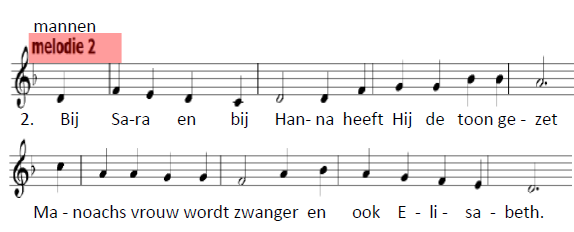 mannen
melodie 2
2. Bij Sa-ra en bij Han-na heeft Hij de toon ge-zet
Ma-noachs vrouw wordt zwanger en ook E-li-sa-beth.